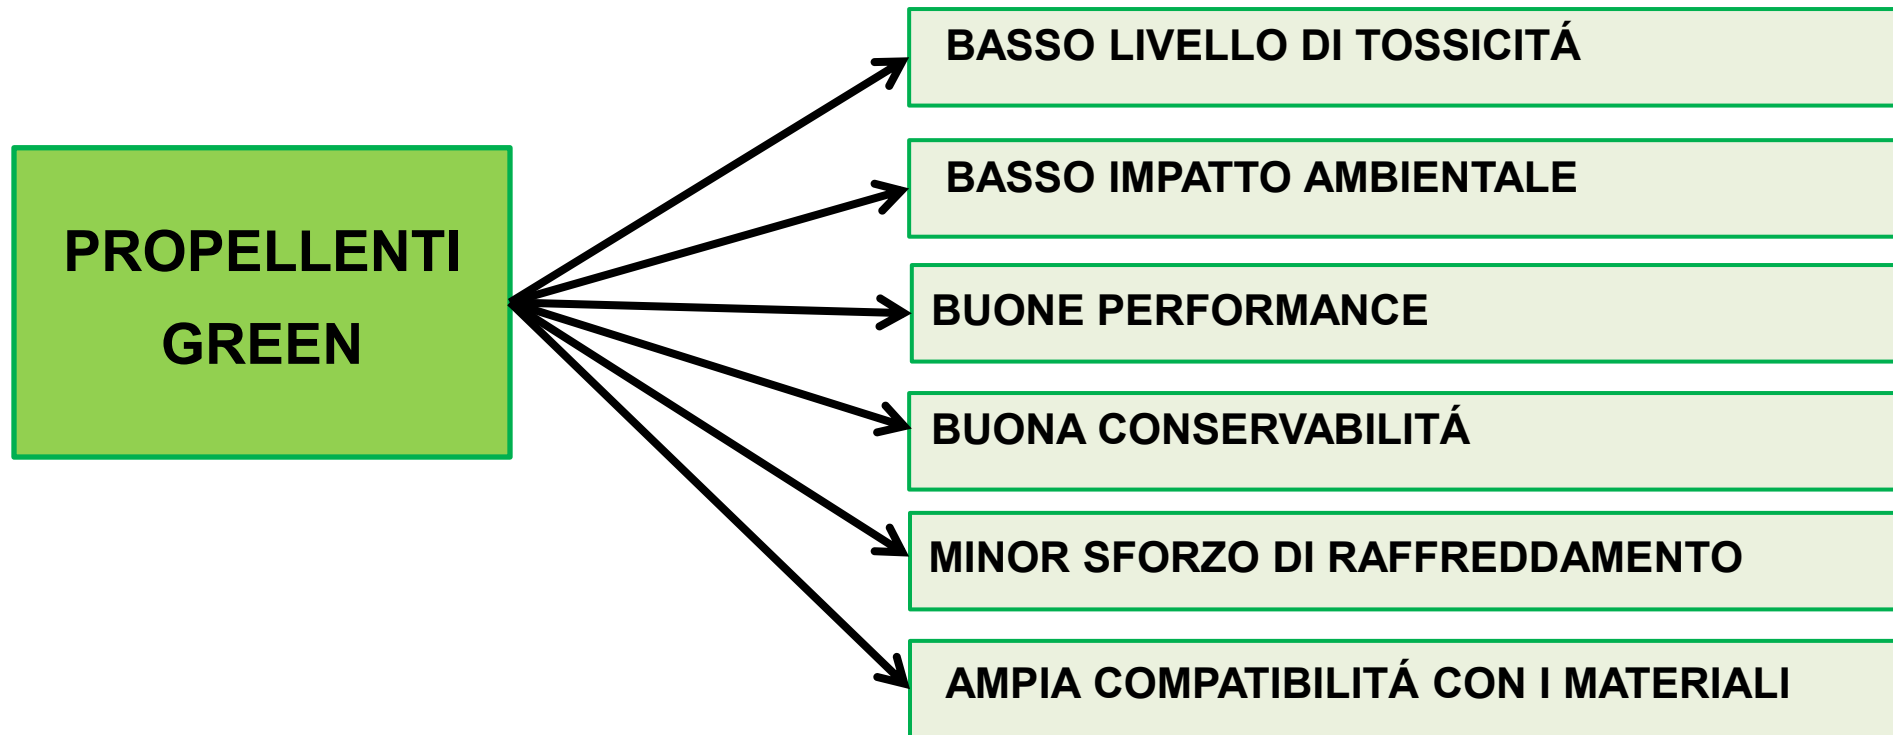 PROPELLENTI
GREEN
BASSO LIVELLO DI TOSSICITÁ
BASSO IMPATTO AMBIENTALE
BUONE PERFORMANCE
BUONA CONSERVABILITÁ
MINOR SFORZO DI RAFFREDDAMENTO
AMPIA COMPATIBILITÁ CON I MATERIALI